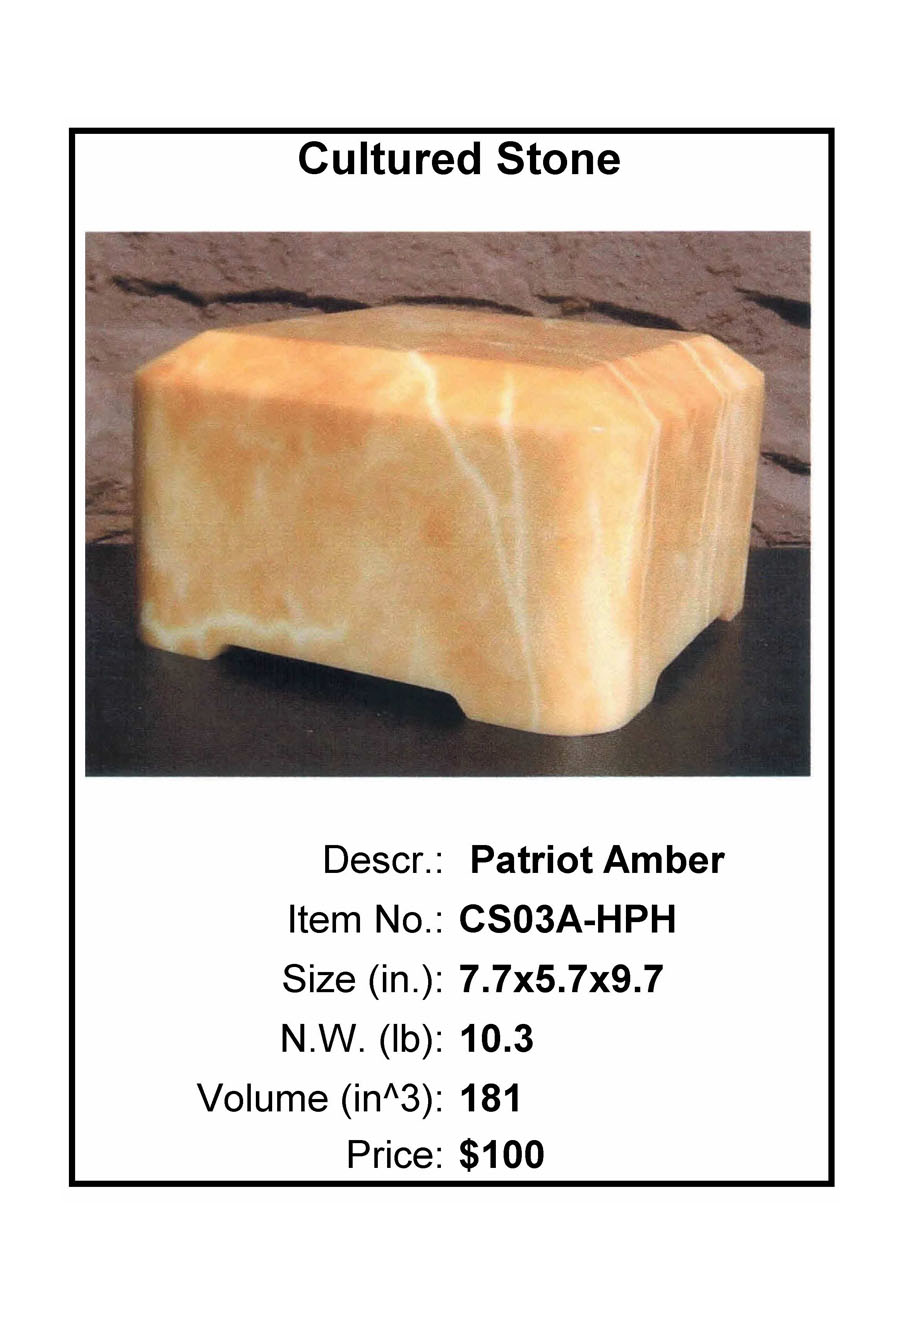 Cultured Stone
Descr.: Patriot Amber
Item No.: CS03A-HPH
Size (in.): 7.7x5.7x9.7
N.W. (lb): 10.3
Volume (in^3): 181
Price: $100